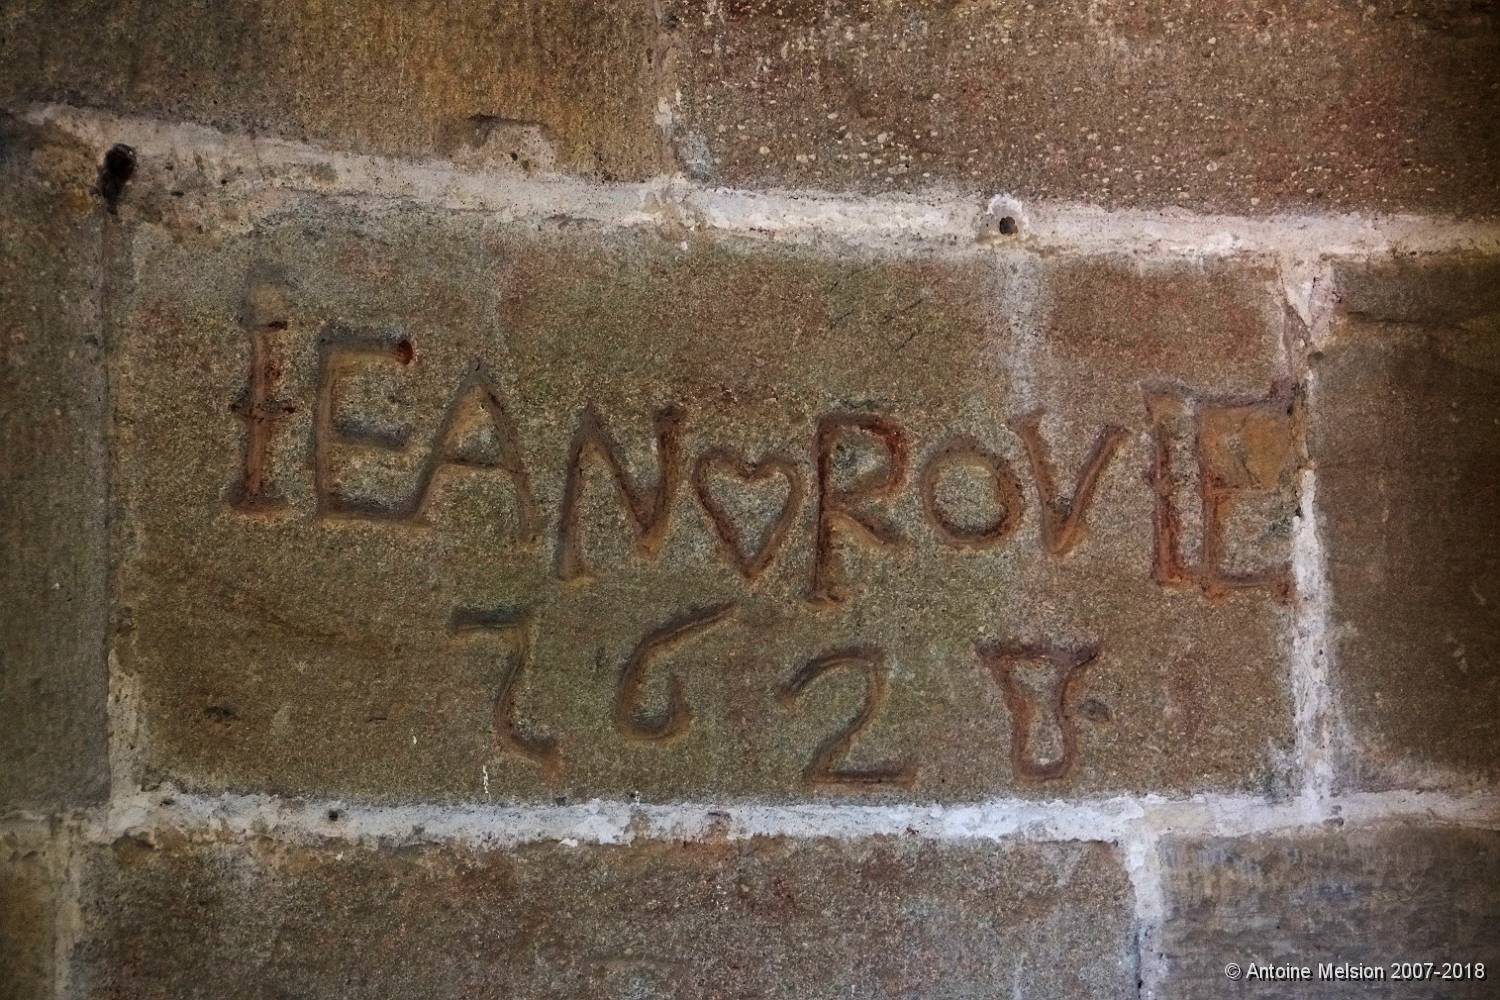 IEAN♥ROVIE
1628
© Antoine Melsion 2007-2018